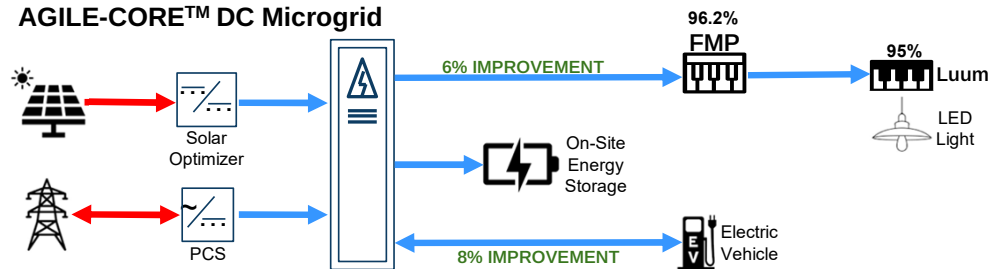 AGILE-CORE™ DC Microgrid
96.2%
FMP
95%
Luum
6% IMPROVEMENT
LED
Light
Solar
Optimizer
On-Site
Energy
Storage
PCS
8% IMPROVEMENT
E
V
Electric
Vehicle